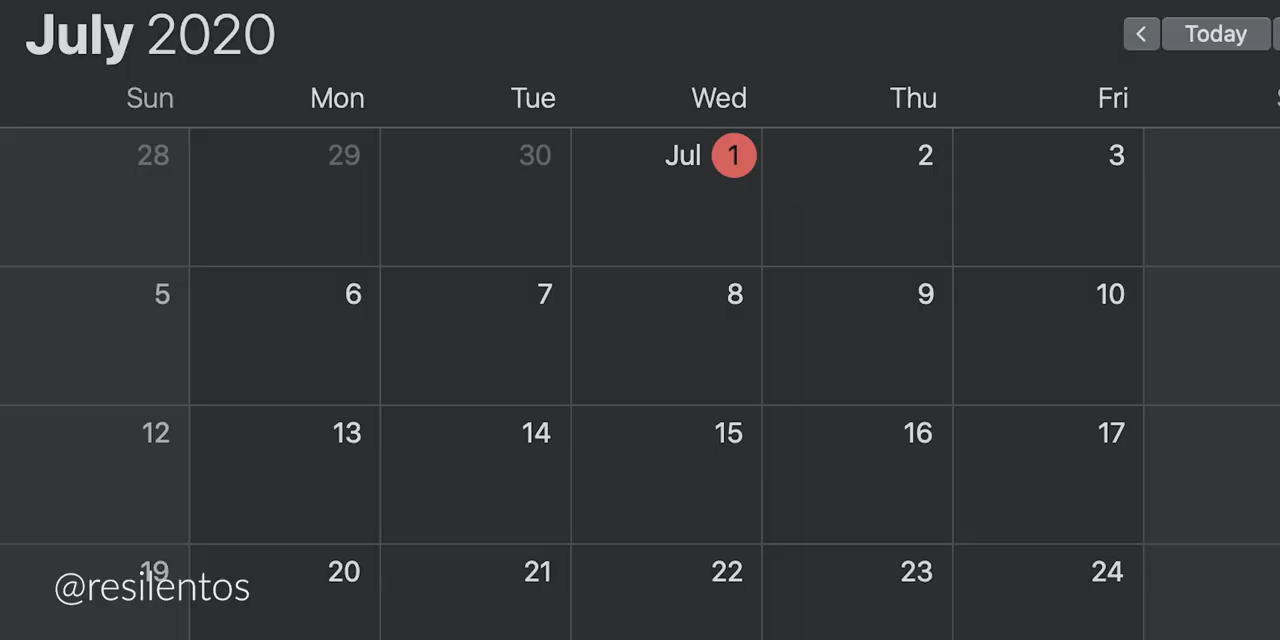 July 2020
<
Today
Sun Mon Tue Wed Thu Fri
28 29 30 Jul 1 2 3
5 6 7 8 9 10
12 13 14 15 16 17
19 20 21 22 23 24
@resilentos